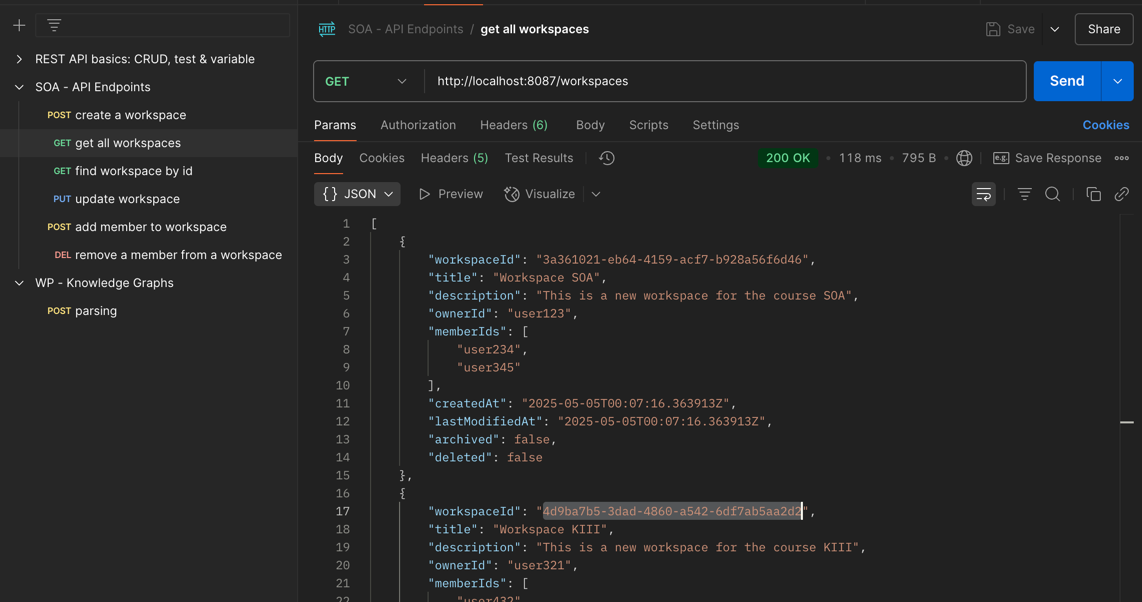 REST API basics: CRUD, test & variable
SOA - API Endpoints
POST create a workspace
GET get all workspaces
GET find workspace by id
PUT update workspace
POST add member to workspace
DEL remove a member from a workspace
WP - Knowledge Graphs
POST parsing
HTTP SOA - API Endpoints / get all workspaces
Save
Share
GET http://localhost:8087/workspaces
Send
Params Authorization Headers (6) Body Scripts Settings Cookies
Body Cookies Headers (5) Test Results 200 OK • 118 ms • 795 B • e.g. Save Response
{} JSON Preview Visualize
1 [
2 {
3 "workspaceId": "3a361021-eb64-4159-acf7-b928a56f6d46",
4 "title": "Workspace SOA",
5 "description": "This is a new workspace for the course SOA",
6 "ownerId": "user123",
7 "memberIds": [
8 "user234",
9 "user345"
10 ],
11 "createdAt": "2025-05-05T00:07:16.363913Z",
12 "lastModifiedAt": "2025-05-05T00:07:16.363913Z",
13 "archived": false,
14 "deleted": false
15 },
16 {
17 "workspaceId": "4d9ba7b5-3dad-4860-a542-6df7ab5aa2d2",
18 "title": "Workspace KIII",
19 "description": "This is a new workspace for the course KIII",
20 "ownerId": "user321",
21 "memberIds": [
22 "user432",